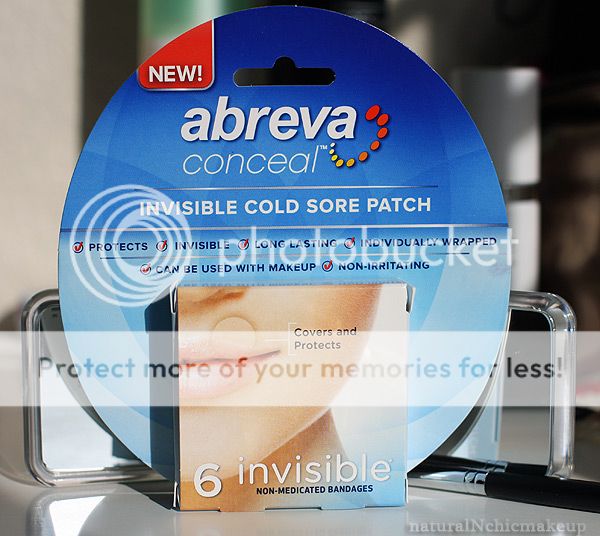 NEW!
abreva
conceal™
INVISIBLE COLD SORE PATCH
PROTECTS INVISIBLE LONG LASTING INDIVIDUALLY WRAPPED
CAN BE USED WITH MAKEUP NON-IRRITATING
photobucket
Covers and
Protects
Protect more of your memories for less!
6 invisible®
NON-MEDICATED BANDAGES
naturalNchicmakeup